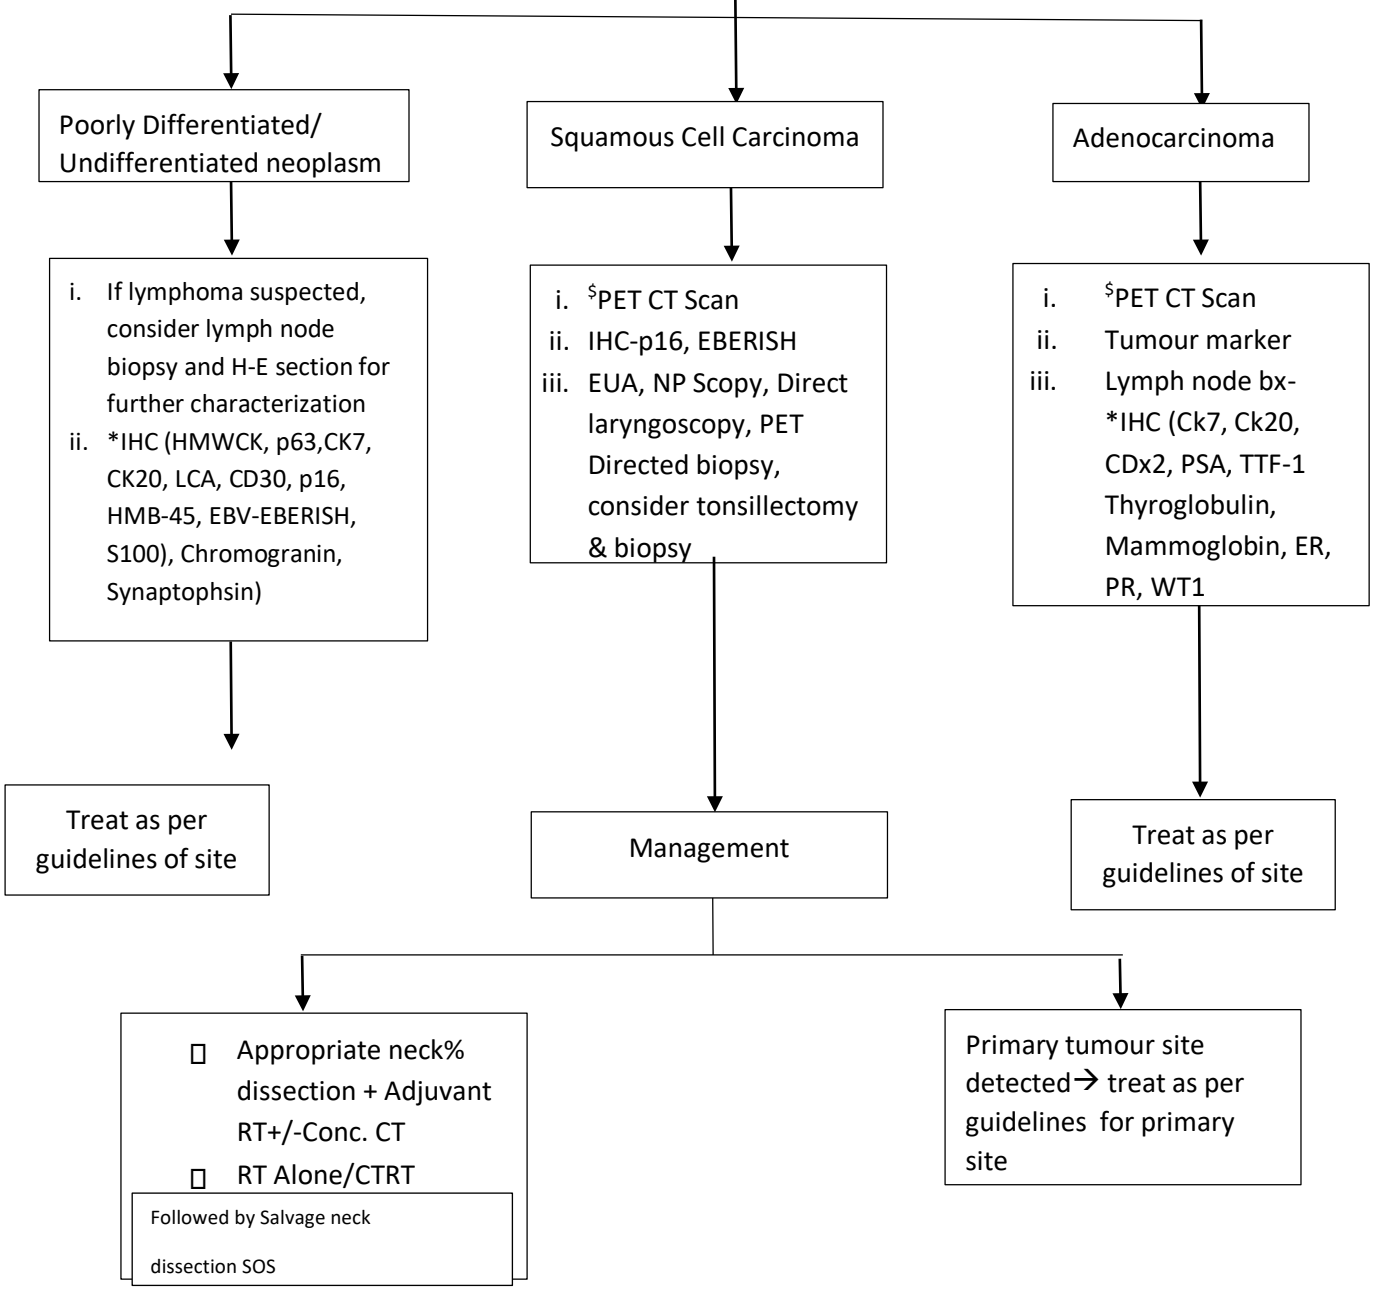 Poorly Differentiated/
Undifferentiated neoplasm
Squamous Cell Carcinoma
Adenocarcinoma
i. If lymphoma suspected,
consider lymph node
biopsy and H-E section for
further characterization
ii. *IHC (HMWCK, p63,CK7,
CK20, LCA, CD30, p16,
HMB-45, EBV-EBERISH,
S100), Chromogranin,
Synaptophsin)
i. $PET CT Scan
ii. IHC-p16, EBERISH
iii. EUA, NP Scopy, Direct
laryngoscopy, PET
Directed biopsy,
consider tonsillectomy
& biopsy
i. $PET CT Scan
ii. Tumour marker
iii. Lymph node bx-
*IHC (Ck7, Ck20,
CDx2, PSA, TTF-1
Thyroglobulin,
Mammoglobin, ER,
PR, WT1
Treat as per
guidelines of site
Management
Treat as per
guidelines of site
Appropriate neck%
dissection + Adjuvant
RT+/-Conc. CT
RT Alone/CTRT
Followed by Salvage neck
dissection SOS
Primary tumour site
detected→ treat as per
guidelines for primary
site